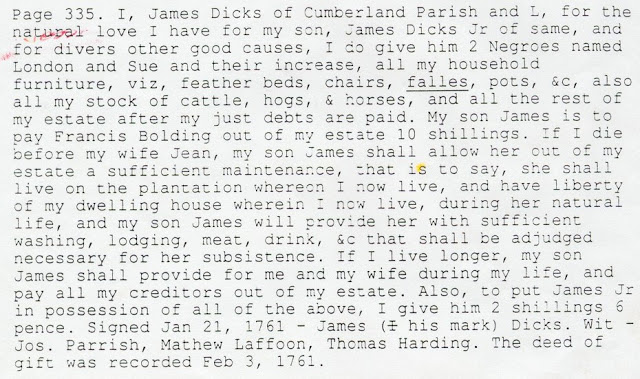 Page 335. I, James Dicks of Cumberland Parish and L, for the
natural love I have for my son, James Dicks Jr of same, and
for divers other good causes, I do give him 2 Negroes named
London and Sue and their increase, all my household
furniture, viz, feather beds, chairs, falles, pots, &c, also
all my stock of cattle, hogs, & horses, and all the rest of
my estate after my just debts are paid. My son James is to
pay Francis Bolding out of my estate 10 shillings. If I die
before my wife Jean, my son James shall allow her out of my
estate a sufficient maintenance, that is to say, she shall
live on the plantation wherein I now live, and have liberty
of my dwelling house wherein I now live, during her natural
life, and my son James will provide her with sufficient
washing, lodging, meat, drink, &c that shall be adjudged
necessary for her subsistence. If I live longer, my son
James shall provide for me and my wife during my life, and
pay all my creditors out of my estate. Also, to put James Jr
in possession of all of the above, I give him 2 shillings 6
pence. Signed Jan 21, 1761 - James (I his mark) Dicks. Wit -
Jos. Parrish, Mathew Laffoon, Thomas Harding. The deed of
gift was recorded Feb 3, 1761.